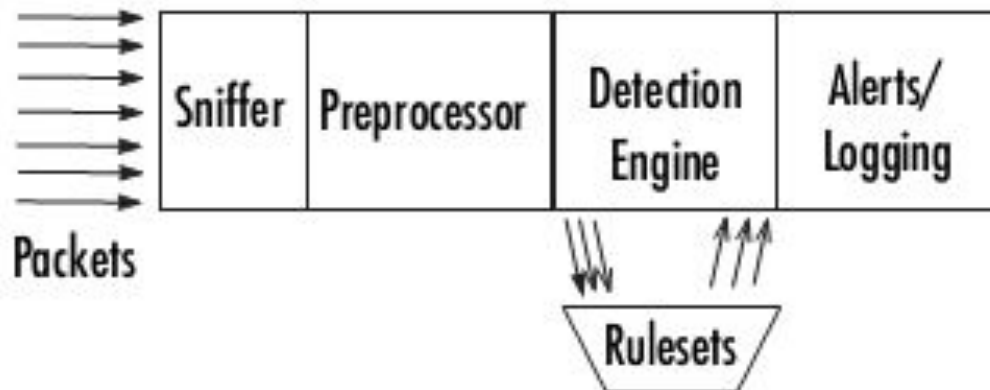 Sniffer
Preprocessor
Detection
Engine
Alerts/
Logging
Packets
Rulesets